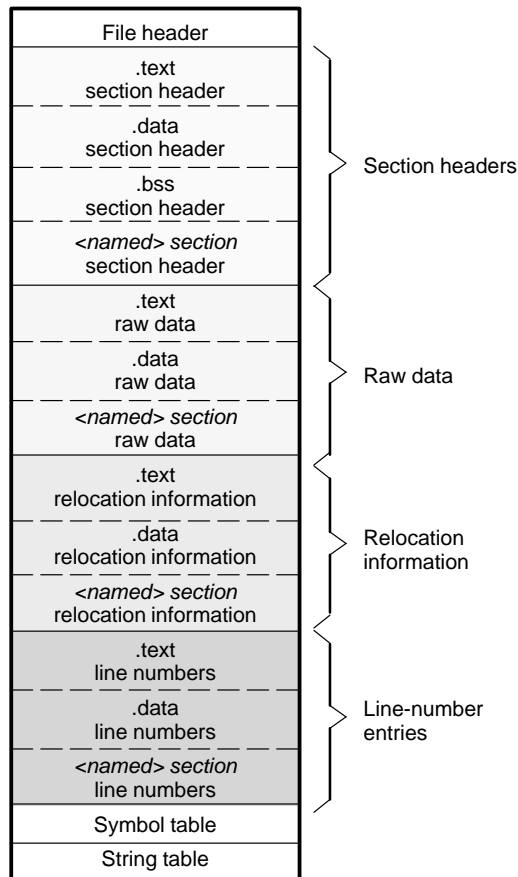 File header
.text
section header
.data
section header
.bss
section header
<named> section
section header
Section headers
.text
raw data
.data
raw data
<named> section
raw data
Raw data
.text
relocation information
.data
relocation information
<named> section
relocation information
Relocation
information
.text
line numbers
.data
line numbers
<named> section
line numbers
Line-number
entries
Symbol table
String table